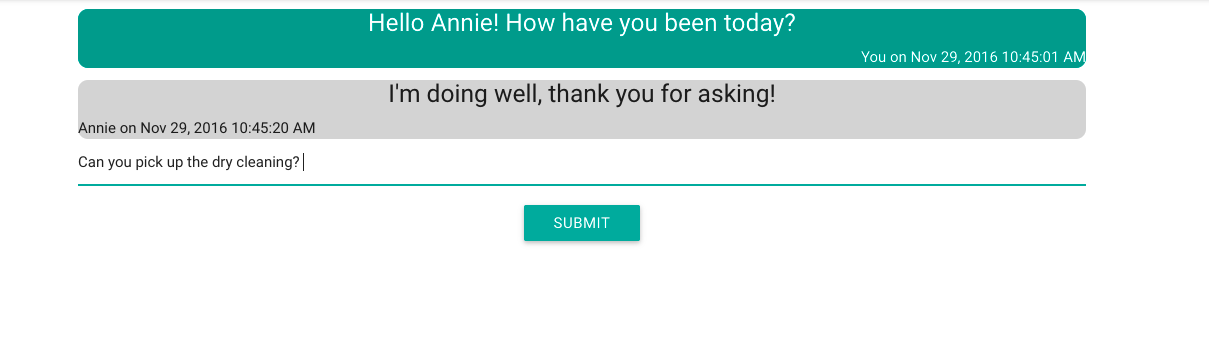 Hello Annie! How have you been today?
You on Nov 29, 2016 10:45:01 AM
I'm doing well, thank you for asking!
Annie on Nov 29, 2016 10:45:20 AM
Can you pick up the dry cleaning?
SUBMIT